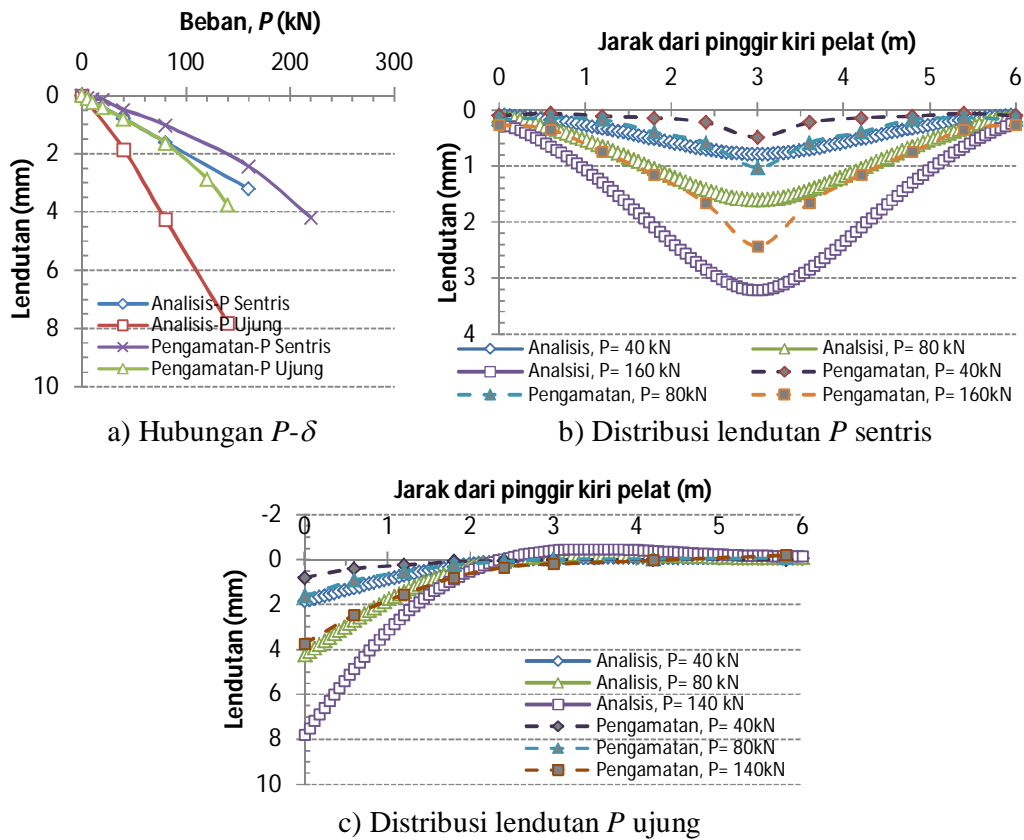 Beban, P (kN)
0 100 200 300
0
2
4
6
8
10
Lendutan (mm)
Analisis-P Sentris
Analisis-P Ujung
Pengamatan-P Sentris
Pengamatan-P Ujung
a) Hubungan P-δ
Jarak dari pinggir kiri pelat (m)
0 1 2 3 4 5 6
0
1
2
3
4
Lendutan (mm)
Analisis, P= 40 kN
Analsisi, P= 80 kN
Analsisi, P= 160 kN
Pengamatan, P= 40kN
Pengamatan, P= 80kN
Pengamatan, P= 160kN
b) Distribusi lendutan P sentris
Jarak dari pinggir kiri pelat (m)
-2
0 1 2 3 4 5 6
0
2
4
6
8
10
Lendutan (mm)
Analisis, P= 40 kN
Analisis, P= 80 kN
Analsis, P= 140 kN
Pengamatan, P= 40kN
Pengamatan, P= 80kN
Pengamatan, P= 140kN
c) Distribusi lendutan P ujung